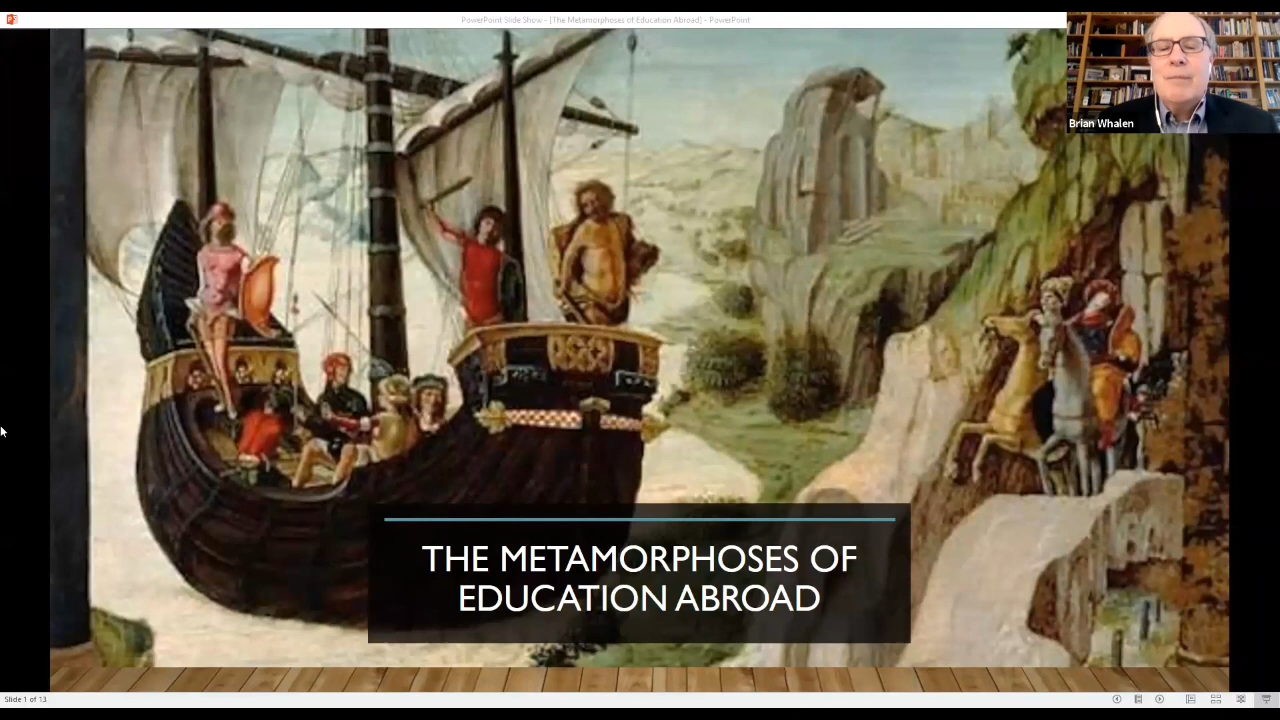 PowerPoint Slide Show - [The Metamorphoses of Education Abroad] - PowerPoint
Brian Whalen
THE METAMORPHOSES OF
EDUCATION ABROAD
Slide 1 of 13